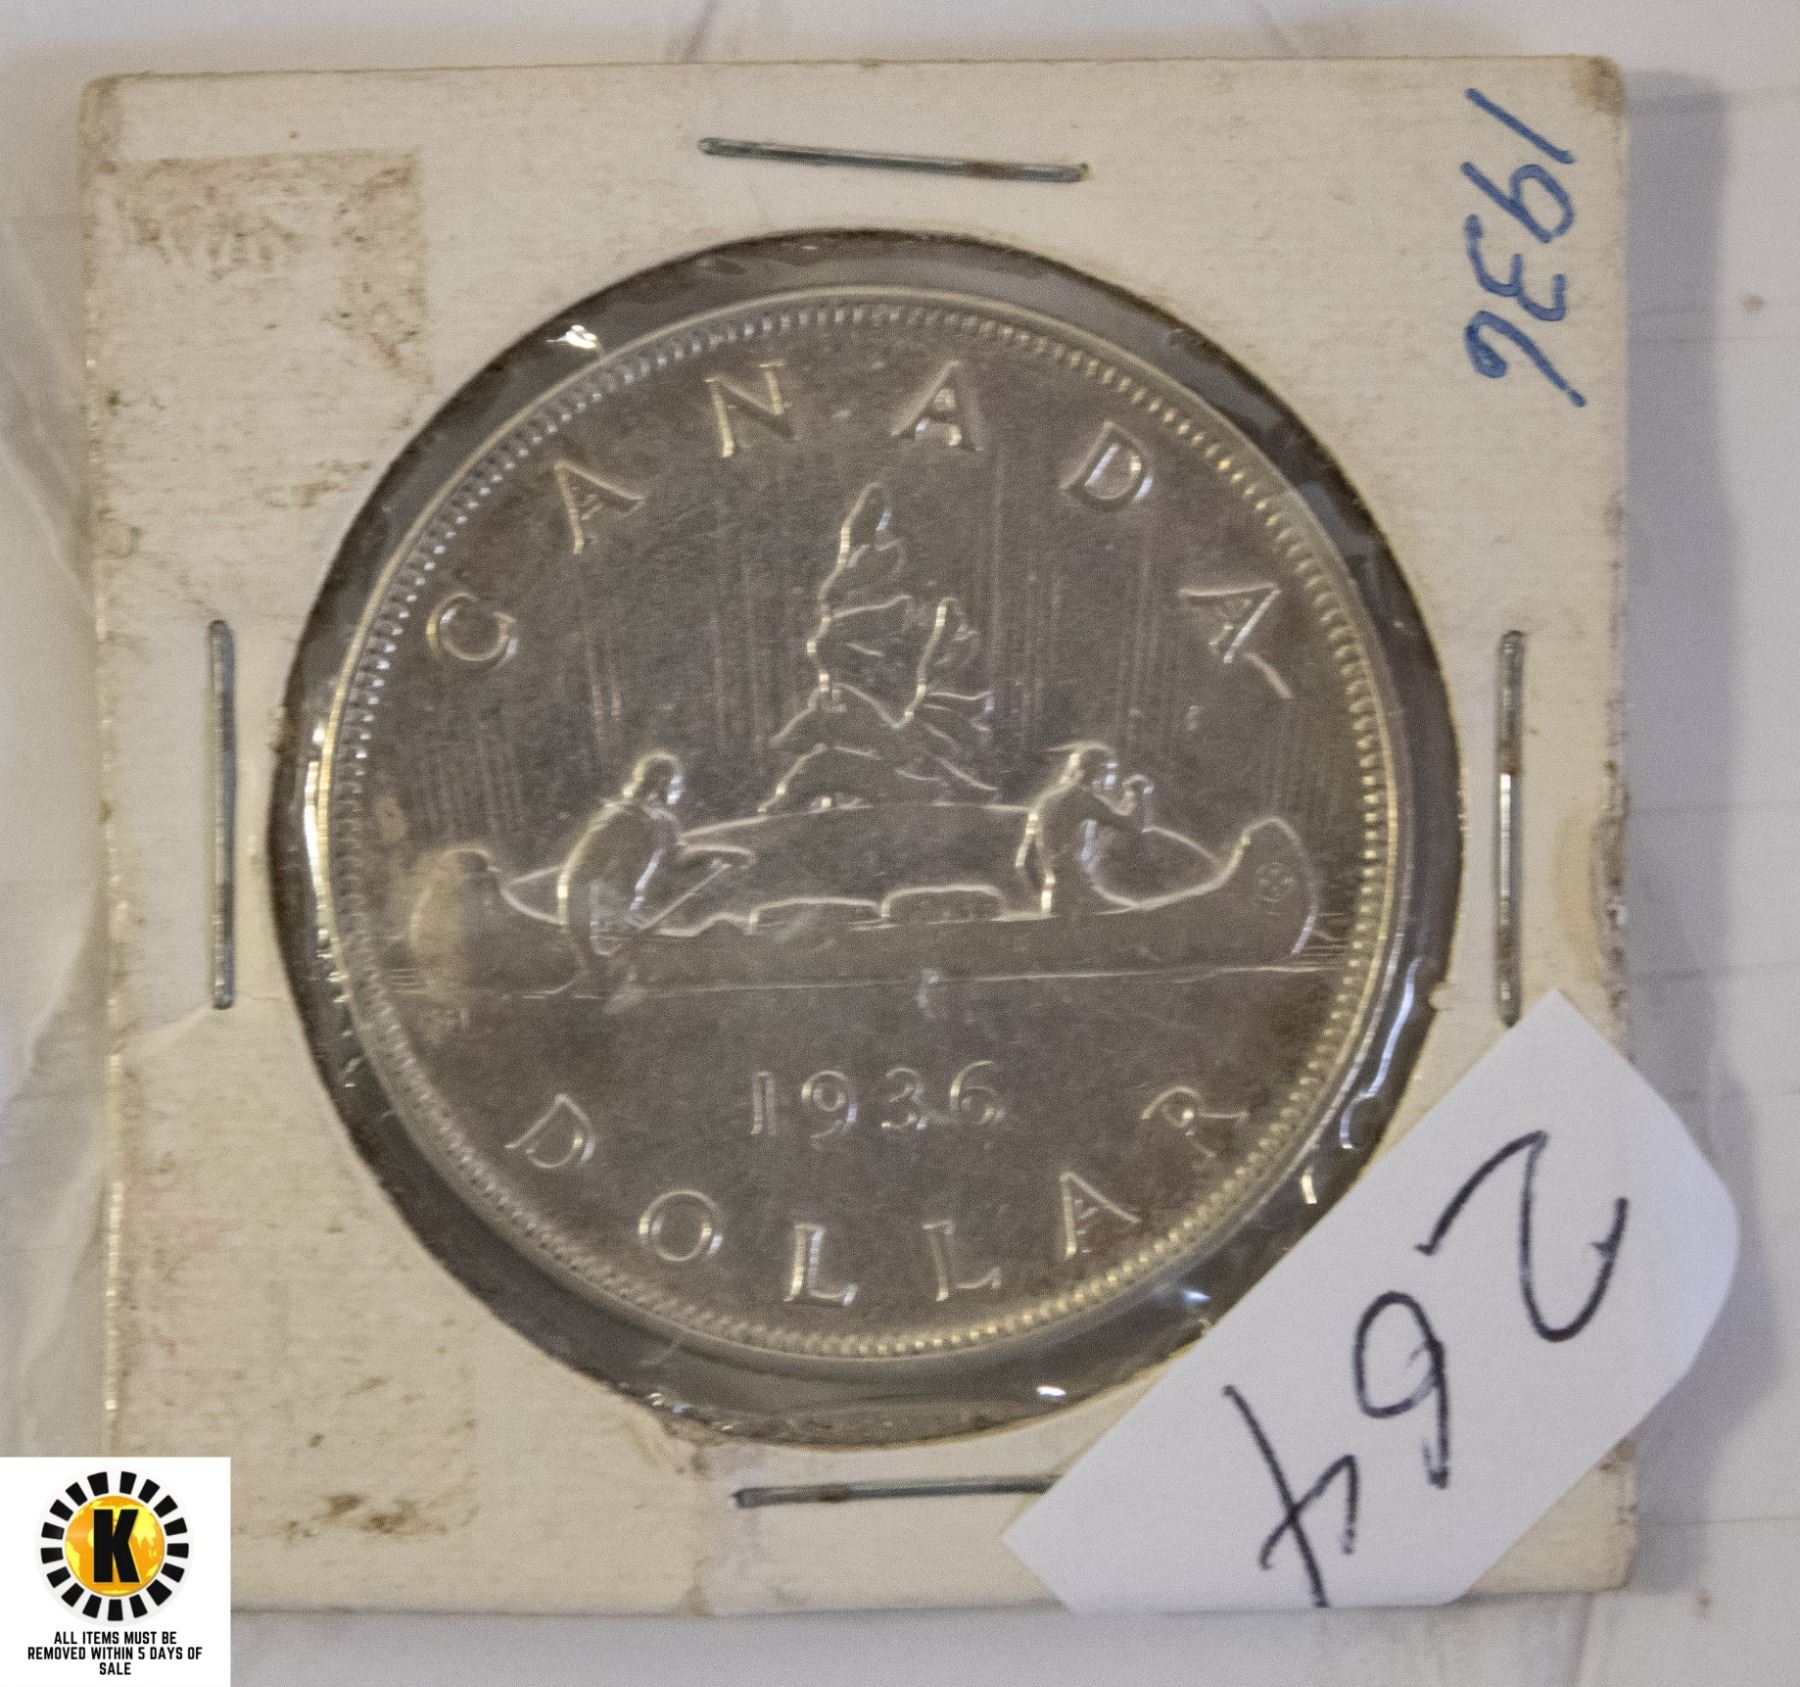 1936
CANADA
1936
DOLLAR
264
K
ALL ITEMS MUST BE
REMOVED WITHIN 5 DAYS OF
SALE